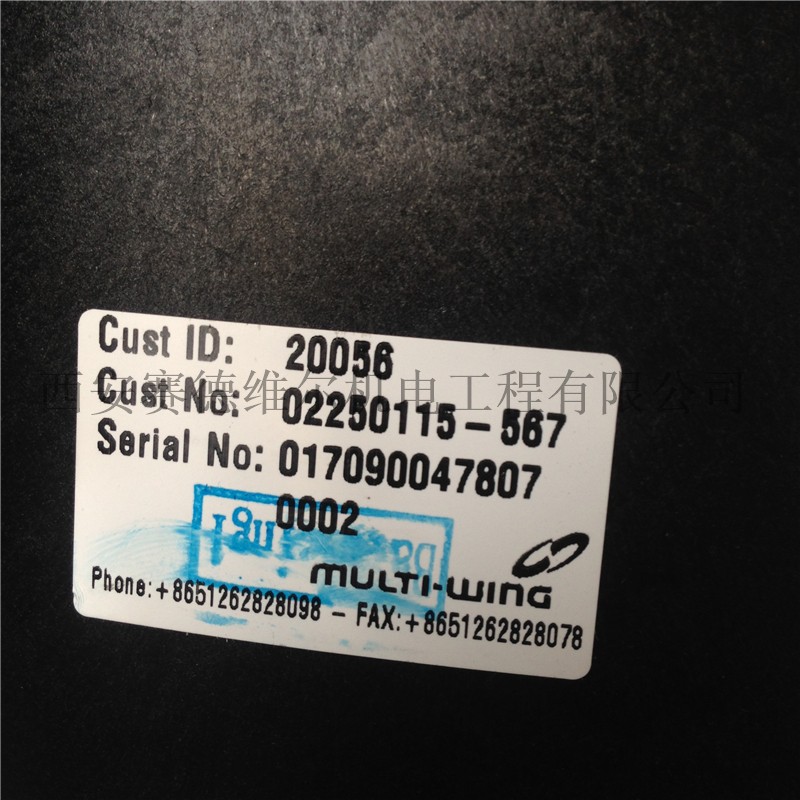 Cust ID: 20056
西安赛德维尔机电工程有限公司
Cust No: 02250115-567
Serial No: 017090047807
0002
MULTI-WING
Phone:+8651262828098 - FAX:+8651262828078